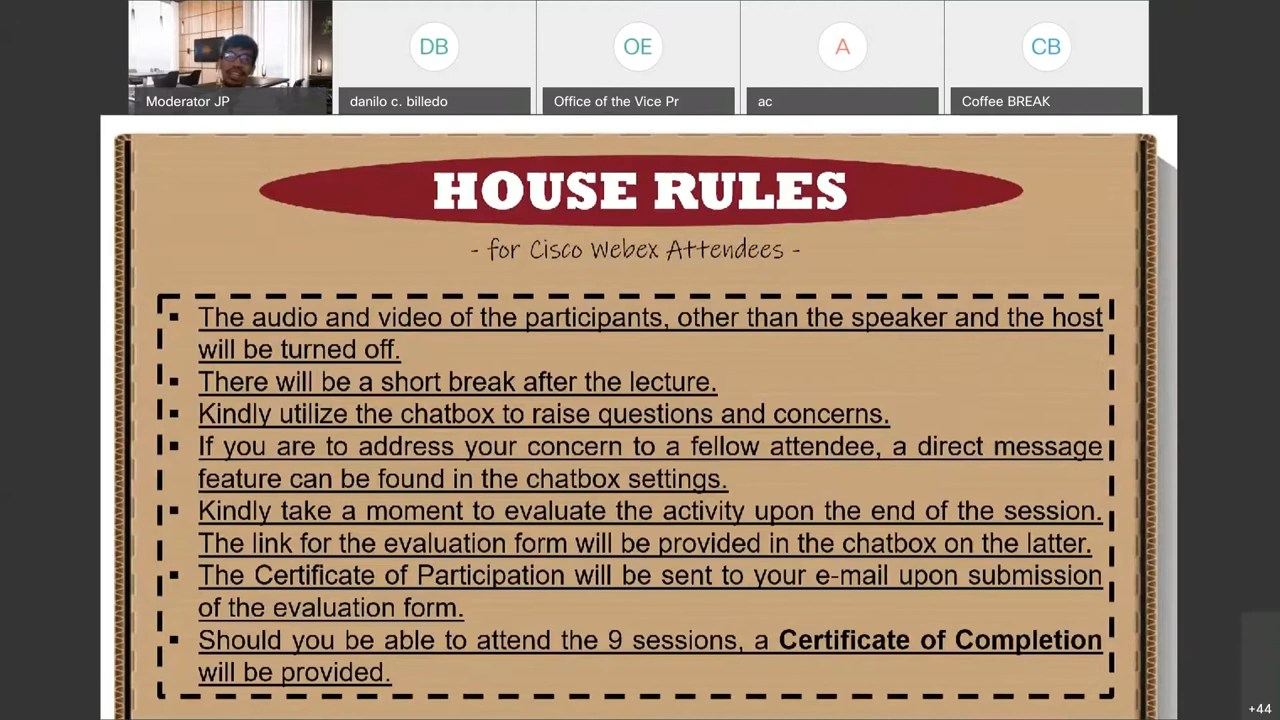 DB
OE
A
CB
Moderator JP
danilo c. billedo
Office of the Vice Pr
ac
Coffee BREAK
HOUSE RULES
- for Cisco Webex Attendees -
▪ The audio and video of the participants, other than the speaker and the host
will be turned off.
▪ There will be a short break after the lecture.
▪ Kindly utilize the chatbox to raise questions and concerns.
▪ If you are to address your concern to a fellow attendee, a direct message
feature can be found in the chatbox settings.
▪ Kindly take a moment to evaluate the activity upon the end of the session.
The link for the evaluation form will be provided in the chatbox on the latter.
▪ The Certificate of Participation will be sent to your e-mail upon submission
of the evaluation form.
▪ Should you be able to attend the 9 sessions, a Certificate of Completion
will be provided.
+44